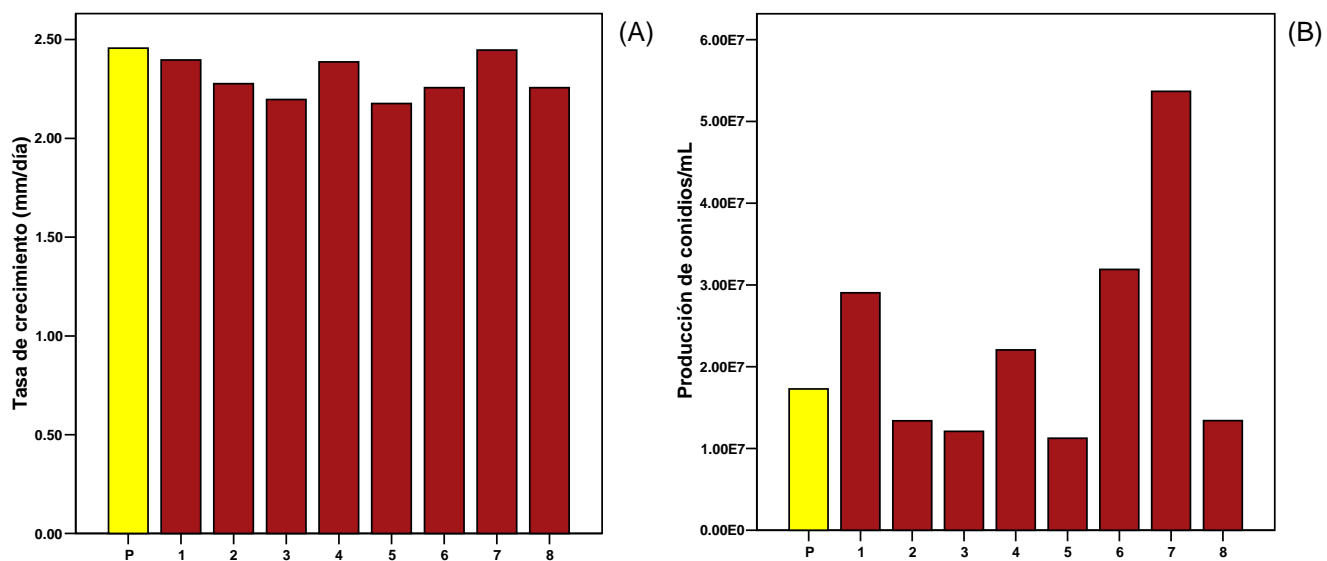 (A)
Tasa de crecimiento (mm/día)
2.50
2.00
1.50
1.00
0.50
0.00
P 1 2 3 4 5 6 7 8
(B)
Producción de conidios/mL
6.00E7
5.00E7
4.00E7
3.00E7
2.00E7
1.00E7
0.00E0
P 1 2 3 4 5 6 7 8